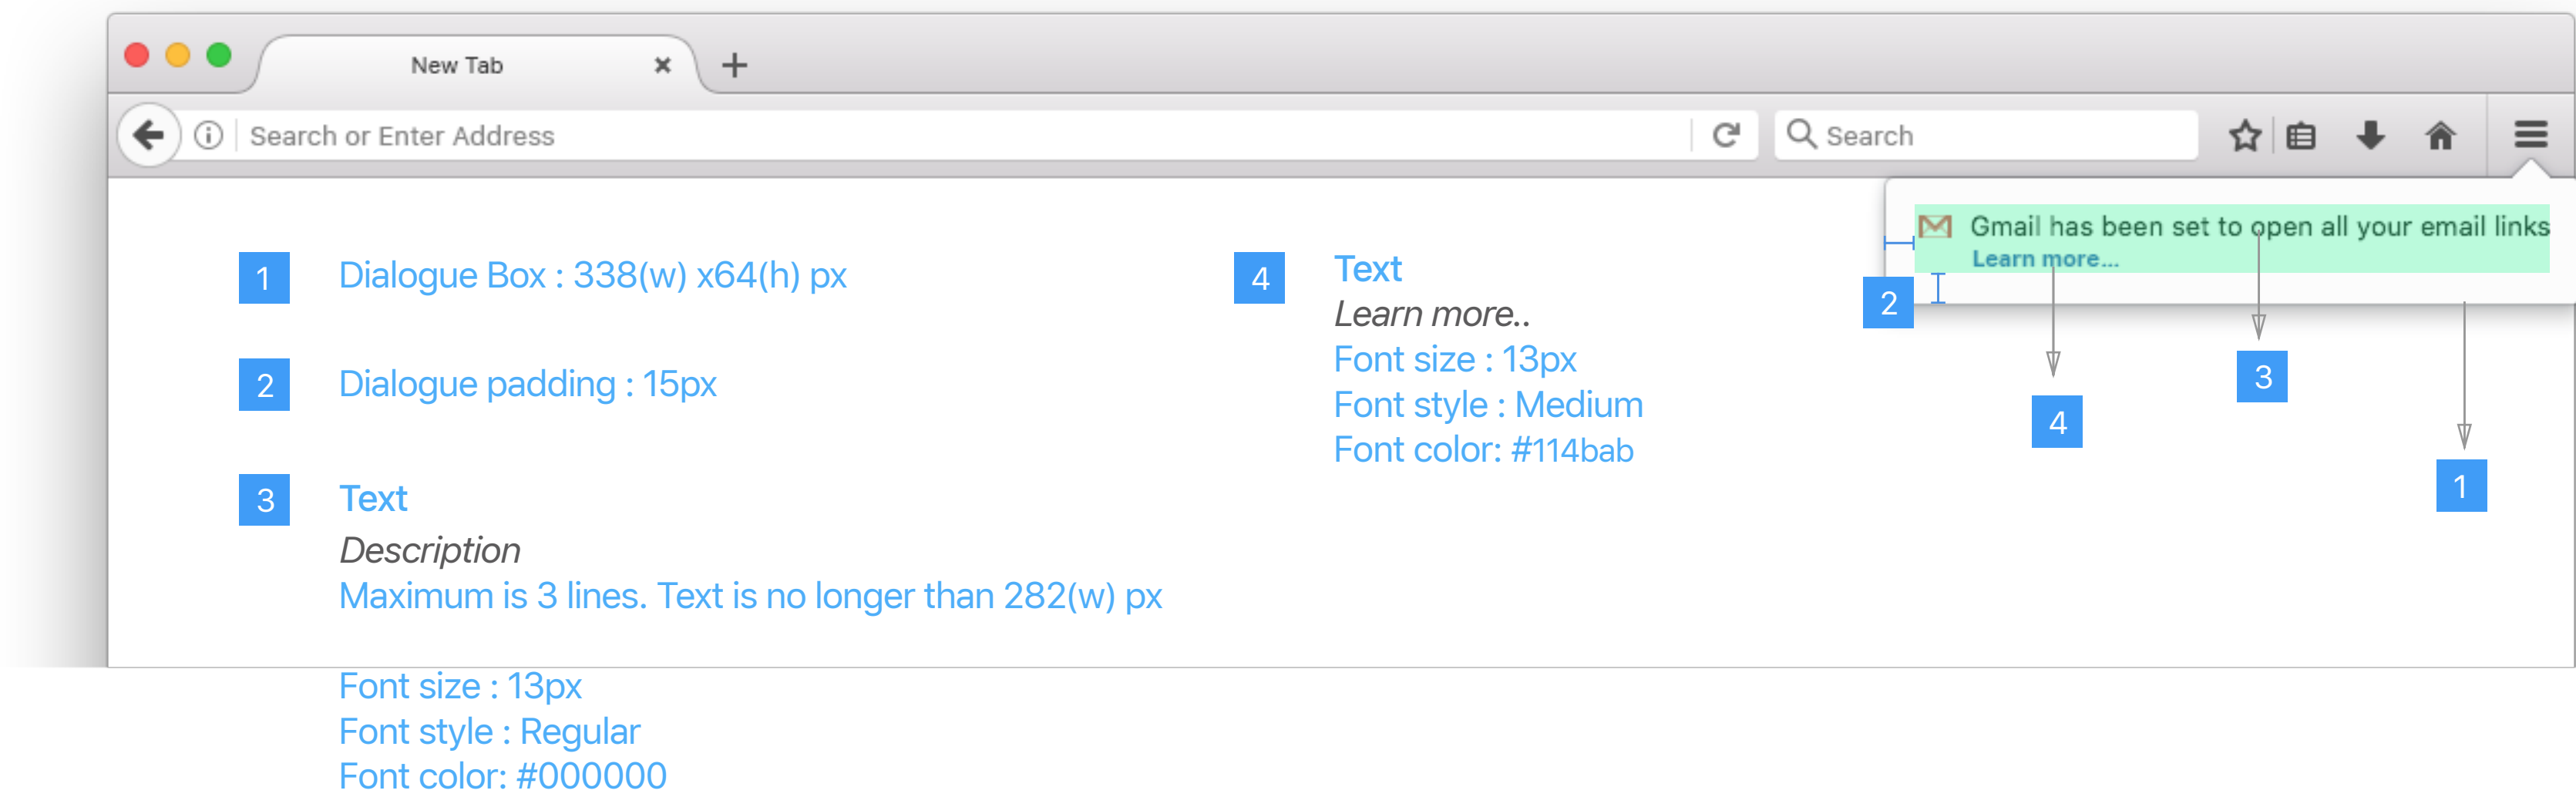 New Tab
Search or Enter Address
Search
Gmail has been set to open all your email links
Learn more...
1 Dialogue Box : 338(w) x64(h) px
2 Dialogue padding : 15px
3 Text
Description
Maximum is 3 lines. Text is no longer than 282(w) px
Font size : 13px
Font style : Regular
Font color: #000000
4 Text
Learn more..
Font size : 13px
Font style : Medium
Font color: #114bab
2
3
4
1